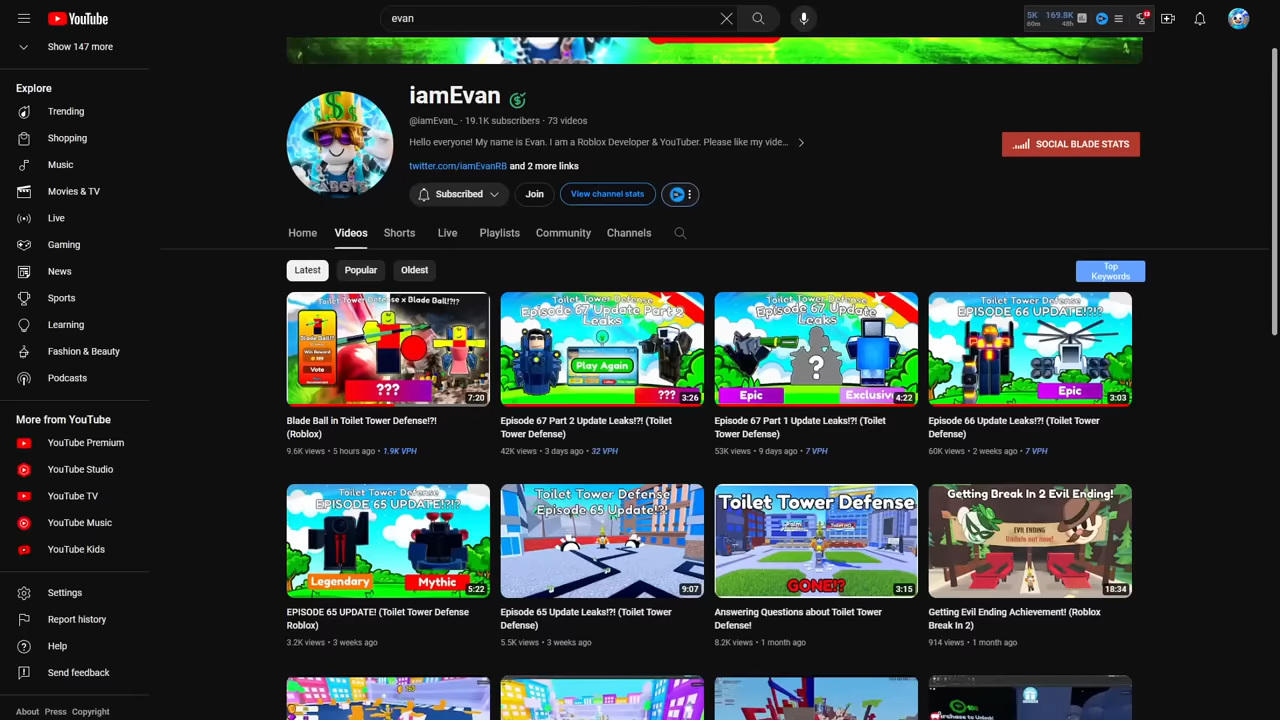 YouTube
evan
5K 169.8K
60m 48h
13
Show 147 more
Explore
Trending
Shopping
Music
Movies & TV
Live
Gaming
News
Sports
Learning
Fashion & Beauty
Podcasts
More from YouTube
YouTube Premium
YouTube Studio
YouTube TV
YouTube Music
YouTube Kids
Settings
Report history
Help
Send feedback
About Press Copyright
iamEvan
@iamEvan_ • 19.1K subscribers • 73 videos
Hello everyone! My name is Evan. I am a Roblox Developer & YouTuber. Please like my vide...
twitter.com/iamEvanRB and 2 more links
SOCIAL BLADE STATS
Subscribed Join View channel stats
Home Videos Shorts Live Playlists Community Channels
Latest Popular Oldest
Top
Keywords
Toilet Tower Defense x Blade Ball!?!?
Blade Ball!?
Win Reward
Vote
???
7:20
Blade Ball in Toilet Tower Defense!?!
(Roblox)
9.6K views • 5 hours ago • 1.9K VPH
Toilet Tower Defense
Episode 67 Update Part 2
Leaks!?!
Play Again
???
3:26
Episode 67 Part 2 Update Leaks!?! (Toilet
Tower Defense)
42K views • 3 days ago • 32 VPH
Toilet Tower Defense
Episode 67 Update
Leaks
?
Epic
Exclusive
4:22
Episode 67 Part 1 Update Leaks!?! (Toilet
Tower Defense)
53K views • 9 days ago • 7 VPH
Toilet Tower Defense
EPISODE 66 UPDATE!?!?
Epic
3:03
Episode 66 Update Leaks!?! (Toilet Tower
Defense)
60K views • 2 weeks ago • 7 VPH
Toilet Tower Defense
EPISODE 65 UPDATE!?!?
Legendary
Mythic
5:22
EPISODE 65 UPDATE! (Toilet Tower Defense
Roblox)
3.2K views • 3 weeks ago
Toilet Tower Defense
Episode 65 Update!?!
9:07
Episode 65 Update Leaks!?! (Toilet Tower
Defense)
5.5K views • 3 weeks ago
Toilet Tower Defense
GONE!?
3:15
Answering Questions about Toilet Tower
Defense!
8.2K views • 1 month ago
Getting Break In 2 Evil Ending!
EVIL ENDING
Update out now!
18:34
Getting Evil Ending Achievement! (Roblox
Break In 2)
914 views • 1 month ago